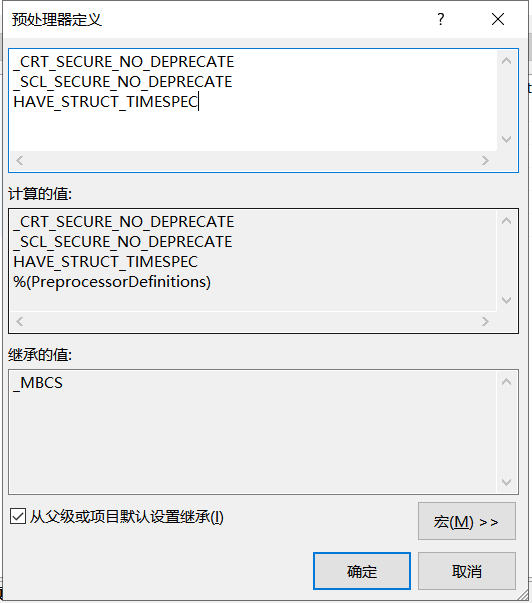 预处理器定义
?
_CRT_SECURE_NO_DEPRECATE
_SCL_SECURE_NO_DEPRECATE
HAVE_STRUCT_TIMESPEC
计算的值:
_CRT_SECURE_NO_DEPRECATE
_SCL_SECURE_NO_DEPRECATE
HAVE_STRUCT_TIMESPEC
%(PreprocessorDefinitions)
继承的值:
_MBCS
从父级或项目默认设置继承(I)
宏(M) >>
确定
取消